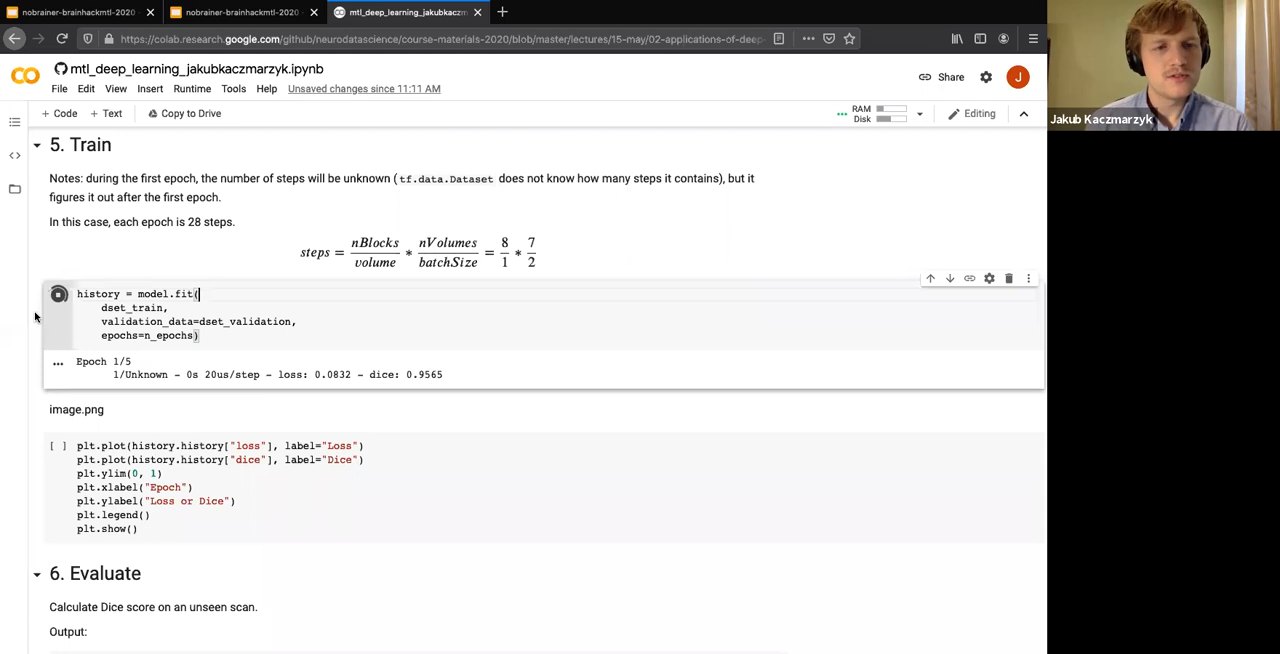 nobrainer-brainhackmtl-2020
nobrainer-brainhackmtl-2020
mtl_deep_learning_jakubkaczm
https://colab.research.google.com/github/neurodatascience/course-materials-2020/blob/master/lectures/15-may/02-applications-of-deep-
mtl_deep_learning_jakubkaczmarzyk.ipynb
Share
J
File Edit View Insert Runtime Tools Help Unsaved changes since 11:11 AM
+ Code + Text Copy to Drive
RAM
Disk
Editing
Jakub Kaczmarzyk
5. Train
Notes: during the first epoch, the number of steps will be unknown ( tf.data.Dataset does not know how many steps it contains), but it
figures it out after the first epoch.
In this case, each epoch is 28 steps.
steps = nBlocks/volume * nVolumes/batchSize = 8/1 * 7/2
history = model.fit(
dset_train,
validation_data=dset_validation,
epochs=n_epochs)
... Epoch 1/5
1/Unknown - 0s 20us/step - loss: 0.0832 - dice: 0.9565
image.png
[ ] plt.plot(history.history["loss"], label="Loss")
plt.plot(history.history["dice"], label="Dice")
plt.ylim(0, 1)
plt.xlabel("Epoch")
plt.ylabel("Loss or Dice")
plt.legend()
plt.show()
6. Evaluate
Calculate Dice score on an unseen scan.
Output: